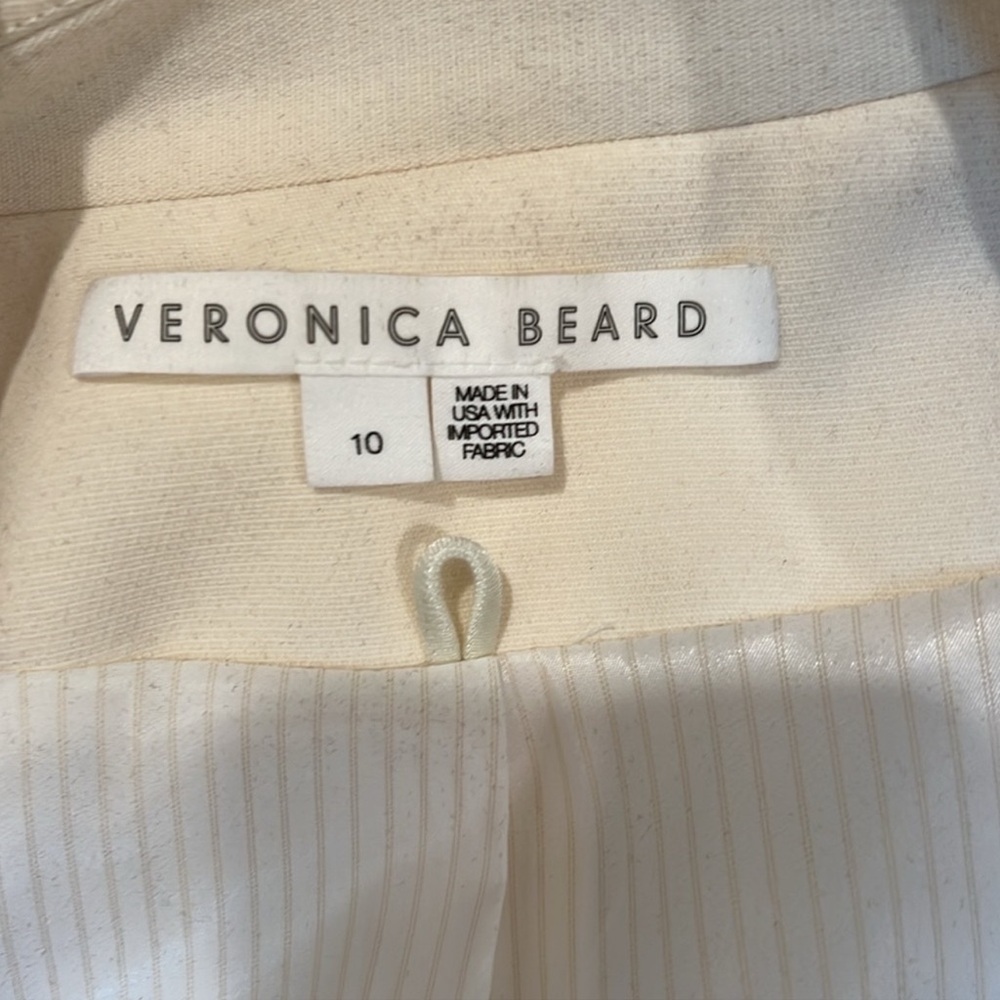 VERONICA BEARD
10
MADE IN
USA WITH
IMPORTED
FABRIC